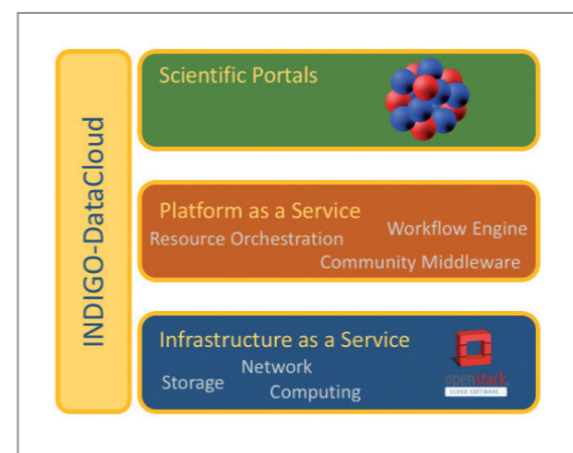 INDIGO-DataCloud
Scientific Portals
Platform as a Service
Workflow Engine
Resource Orchestration
Community Middleware
Infrastructure as a Service
Network
Storage
Computing
openstack
CLOUD SOFTWARE